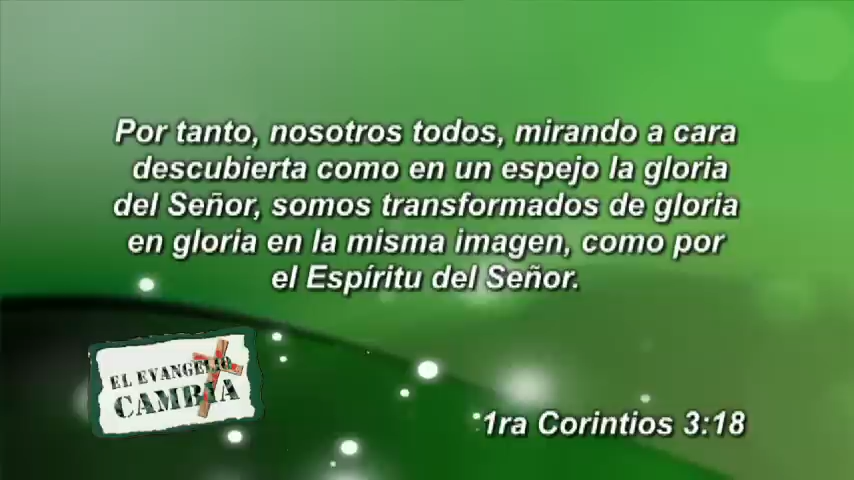 Por tanto, nosotros todos, mirando a cara
descubierta como en un espejo la gloria
del Señor, somos transformados de gloria
en gloria en la misma imagen, como por
el Espíritu del Señor.
EL EVANGELIO
CAMBIA
1ra Corintios 3:18